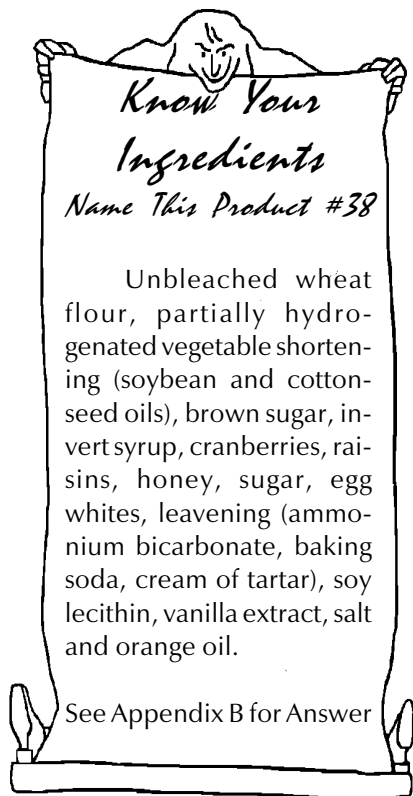 Know Your
Ingredients
Name This Product #38
Unbleached wheat
flour, partially hydro-
genated vegetable shorten-
ing (soybean and cotton-
seed oils), brown sugar, in-
vert syrup, cranberries, rai-
sins, honey, sugar, egg
whites, leavening (ammo-
nium bicarbonate, baking
soda, cream of tartar), soy
lecithin, vanilla extract, salt
and orange oil.
See Appendix B for Answer